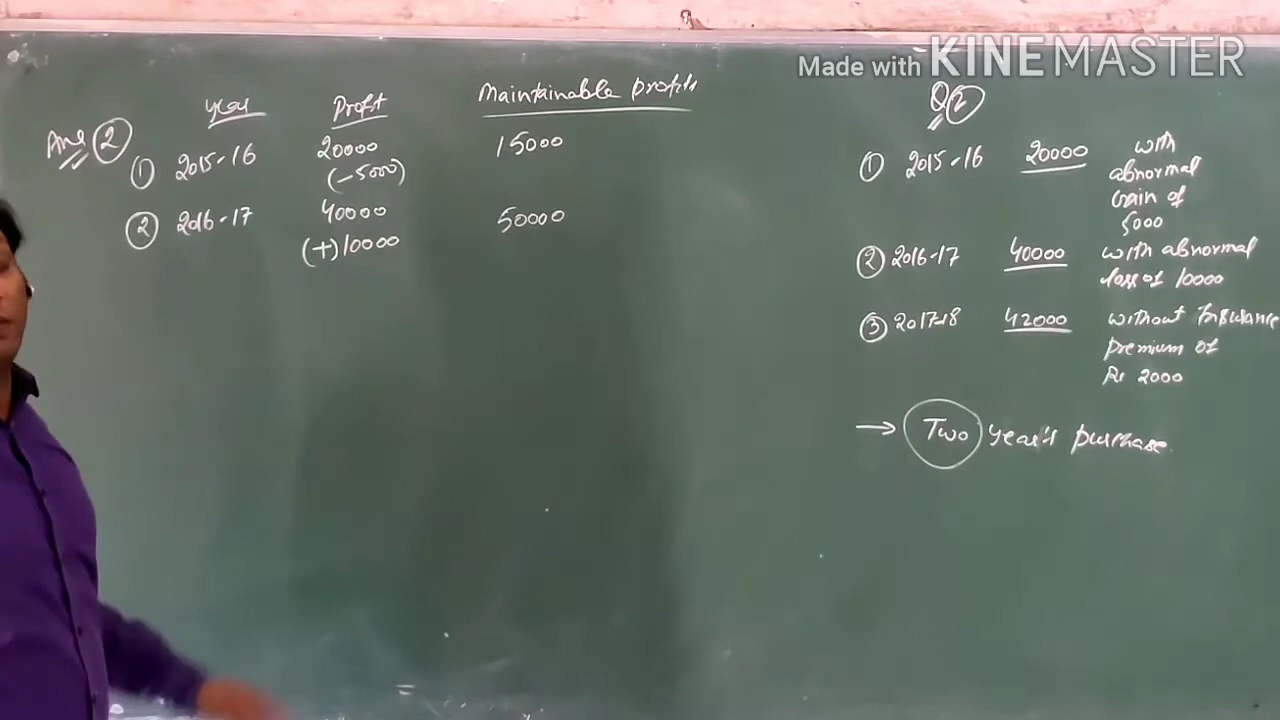 Made with KINEMASTER
Ans 2
Year Profit Maintainable profits
1 2015-16 20000 15000
(-5000)
2 2016-17 40000 50000
(+)10000
Q 2
1 2015-16 20000 with
abnormal
Gain of
5000
2 2016-17 40000 with abnormal
loss of 10000
3 2017-18 42000 without Insurance
premium of
Rs 2000
→ Two year's purchase